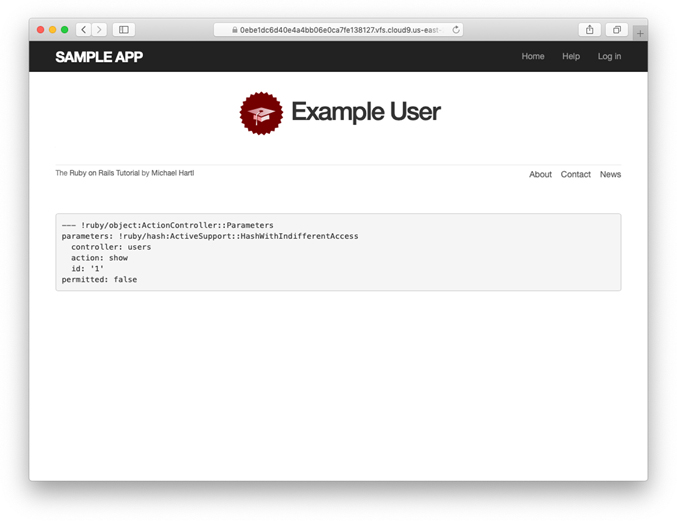 0ebe1dc6d40e4a4bb06e0ca7fe138127.vfs.cloud9.us-east-
SAMPLE APP
Home Help Log in
Example User
The Ruby on Rails Tutorial by Michael Hartl
About Contact News
--- !ruby/object:ActionController::Parameters
parameters: !ruby/hash:ActiveSupport::HashWithIndifferentAccess
  controller: users
  action: show
  id: '1'
permitted: false